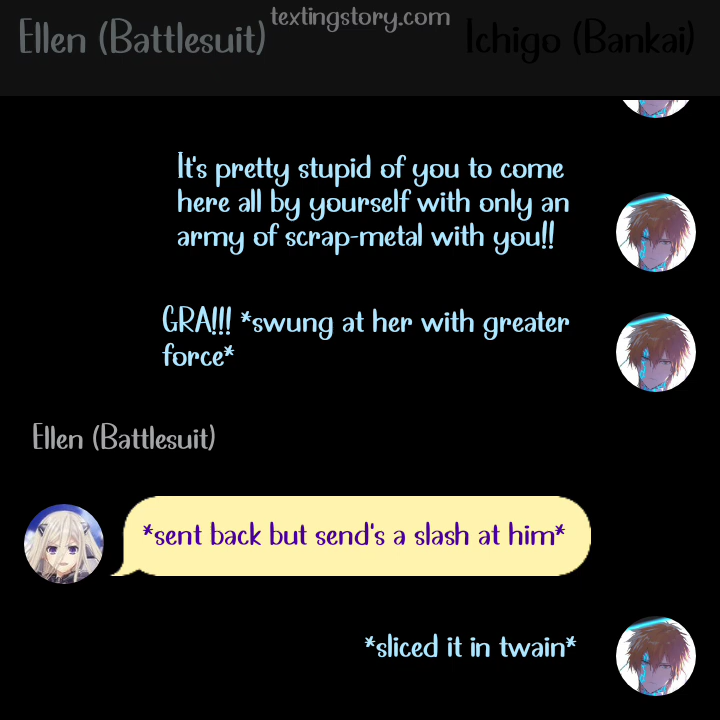 textingstory.com
Ellen (Battlesuit)
Ichigo (Bankai)
It's pretty stupid of you to come
here all by yourself with only an
army of scrap-metal with you!!
GRA!!! *swung at her with greater
force*
Ellen (Battlesuit)
*sent back but send's a slash at him*
*sliced it in twain*